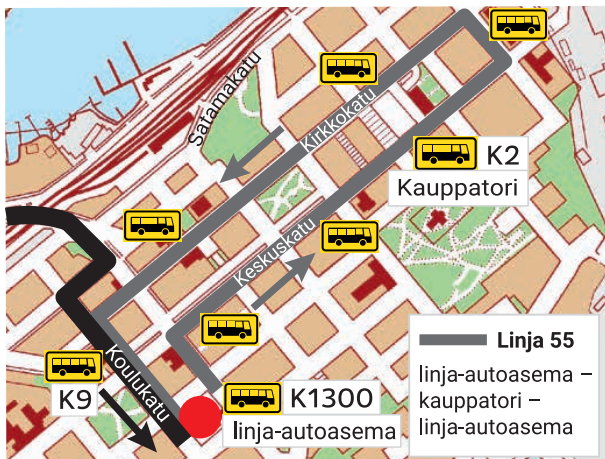 Satamakatu
Kirkkokatu
K2
Kauppatori
Keskuskatu
Koulukatu
K9
K1300
linja-autoasema
Linja 55
linja-autoasema –
kauppatori –
linja-autoasema